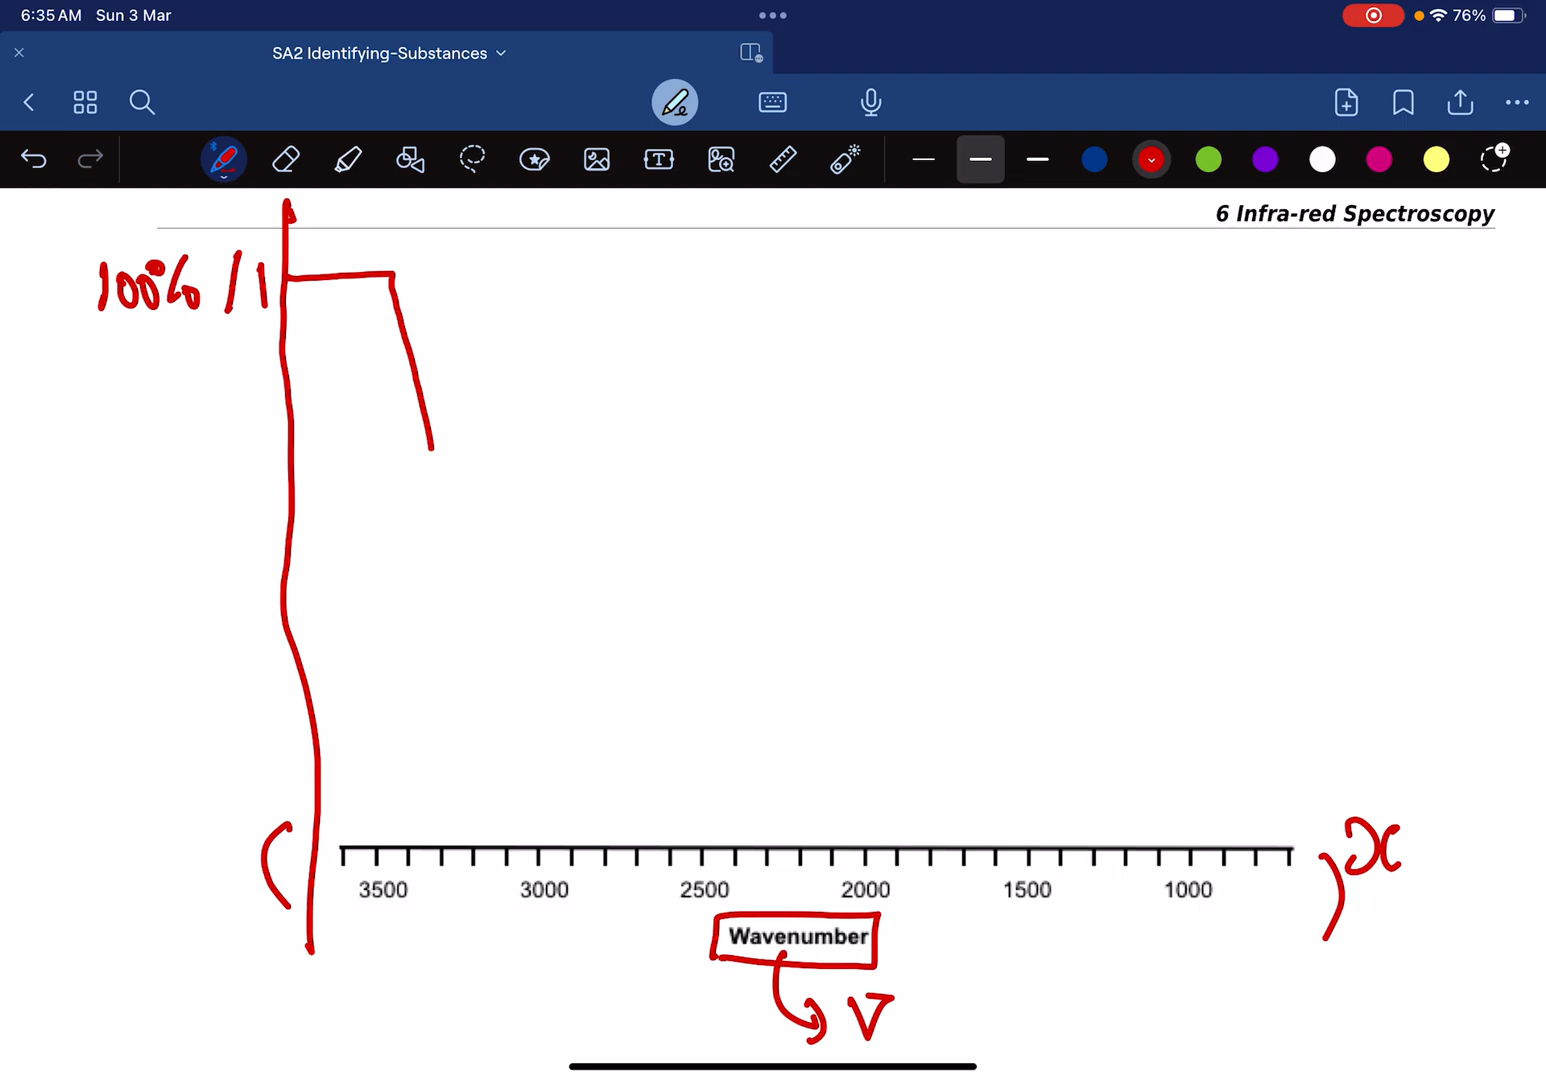 6:35 AM Sun 3 Mar
76%
SA2 Identifying-Substances
6 Infra-red Spectroscopy
100% / 1
3500 3000 2500 2000 1500 1000
x
Wavenumber